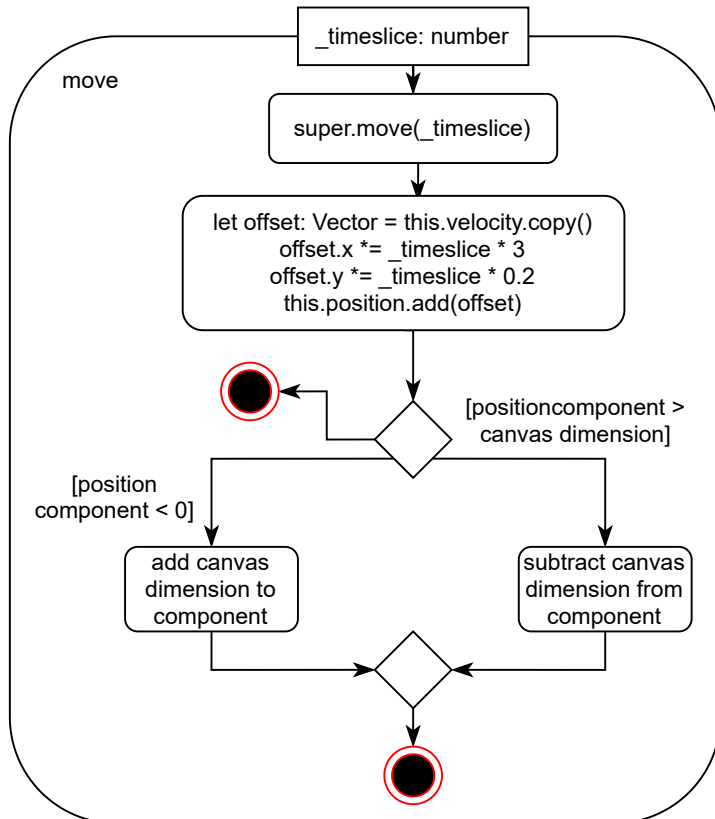 _timeslice: number
move
super.move(_timeslice)
let offset: Vector = this.velocity.copy()
offset.x *= _timeslice * 3
offset.y *= _timeslice * 0.2
this.position.add(offset)
[positioncomponent >
canvas dimension]
[position
component < 0]
add canvas
dimension to
component
subtract canvas
dimension from
component